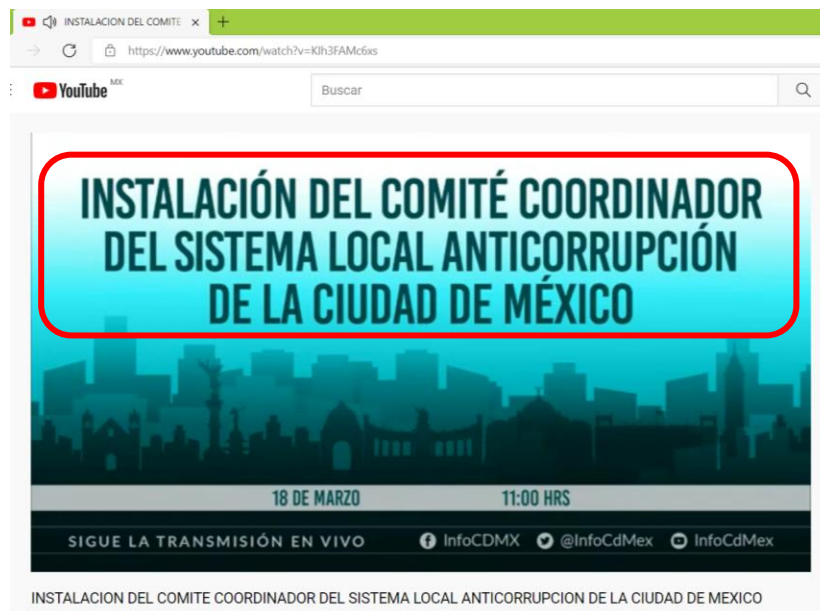 INSTALACION DEL COMITE
https://www.youtube.com/watch?v=KIh3FAMc6xs
YouTube MX
Buscar
INSTALACIÓN DEL COMITÉ COORDINADOR
DEL SISTEMA LOCAL ANTICORRUPCIÓN
DE LA CIUDAD DE MÉXICO
18 DE MARZO 11:00 HRS
SIGUE LA TRANSMISIÓN EN VIVO InfoCDMX @InfoCdMex InfoCdMex
INSTALACION DEL COMITE COORDINADOR DEL SISTEMA LOCAL ANTICORRUPCION DE LA CIUDAD DE MEXICO